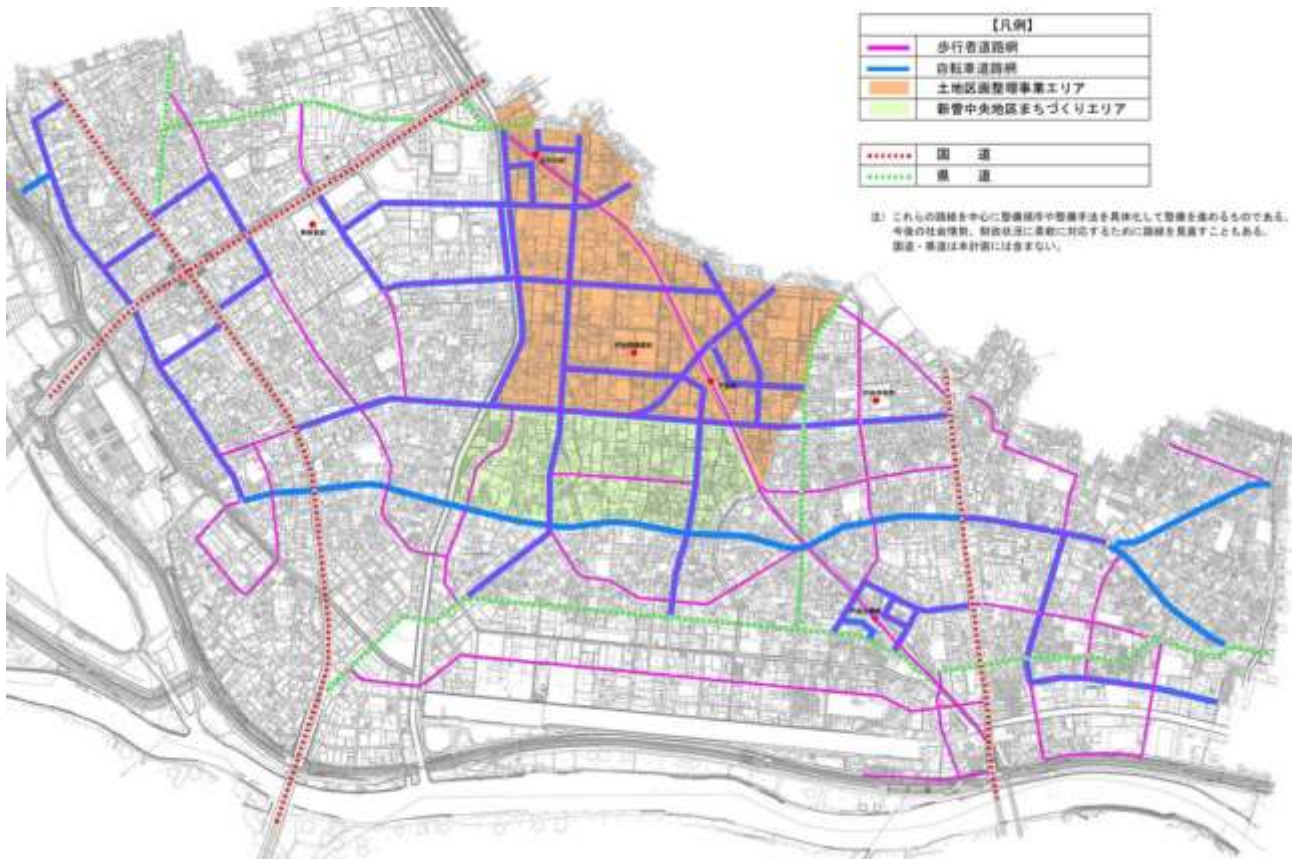 【凡例】
歩行者道路網
自転車道路網
土地区画整理事業エリア
新曽中央地区まちづくりエリア
国　道
県　道
注）これらの路線を中心に整備順序や整備手法を具体化して整備を進めるものである。
今後の社会情勢、財政状況に柔軟に対応するために路線を見直すこともある。
国道・県道は本計画には含まない。